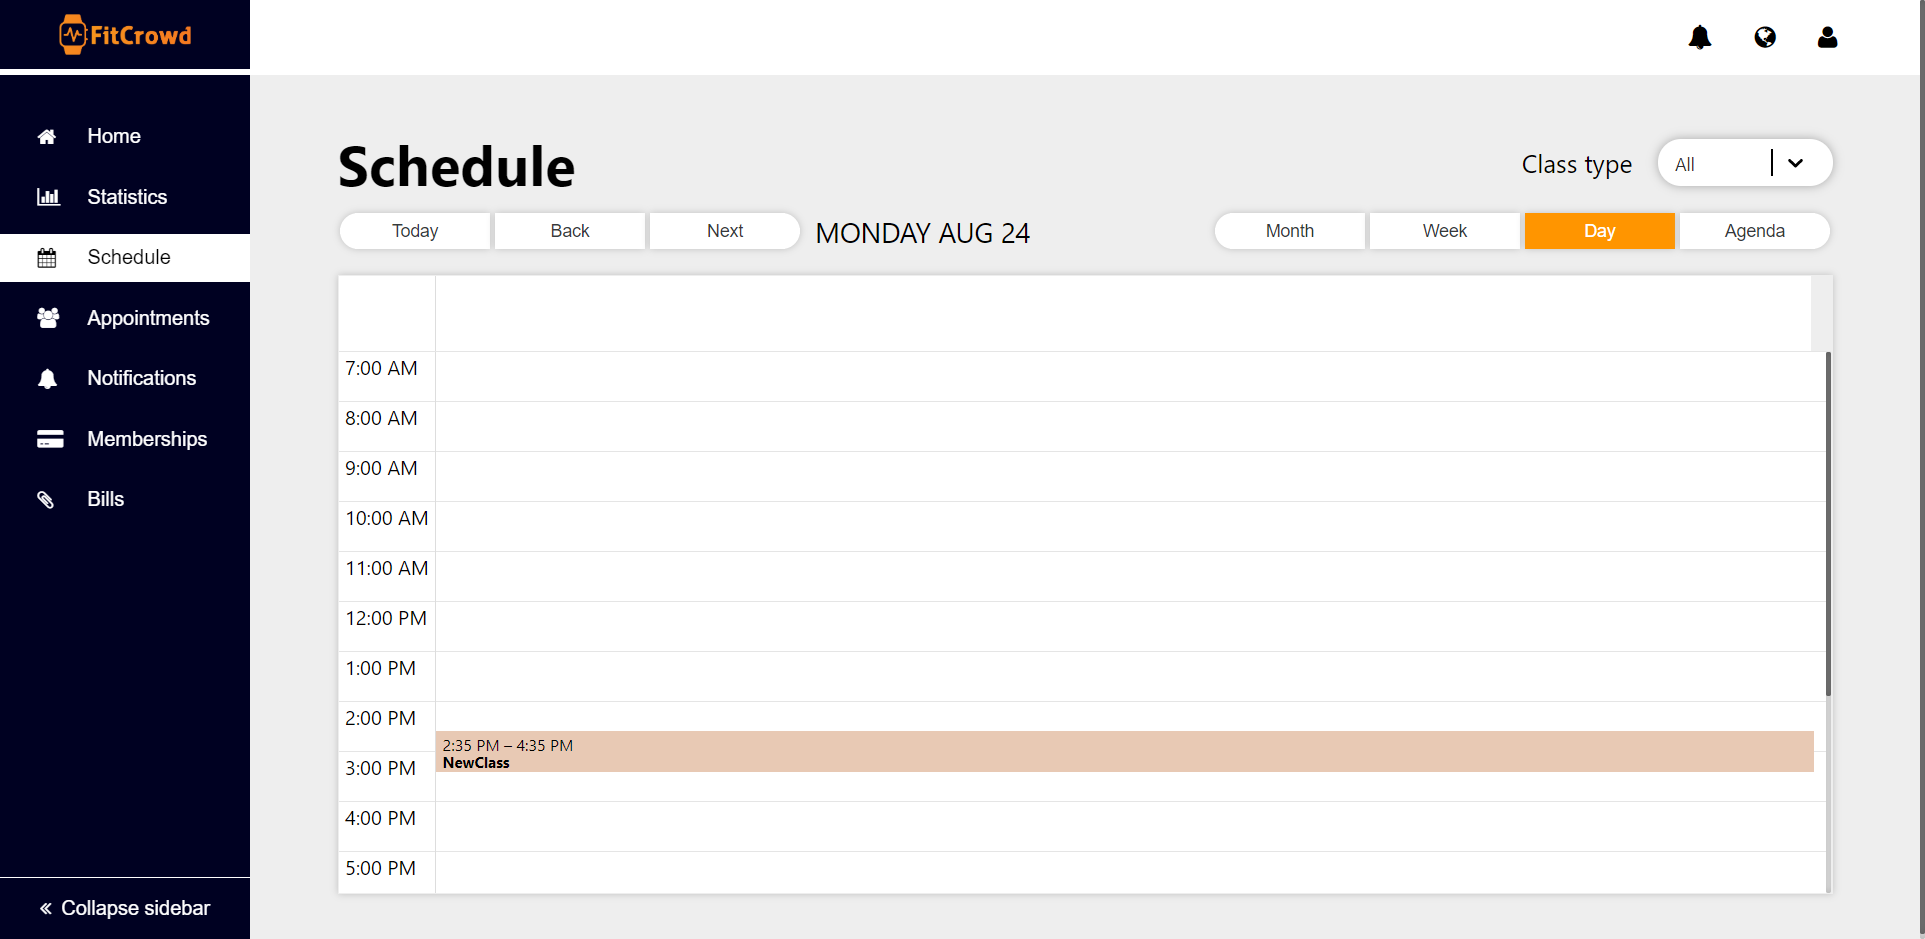 FitCrowd
Home
Statistics
Schedule
Appointments
Notifications
Memberships
Bills
Collapse sidebar
Schedule
Class type
All
Today
Back
Next
MONDAY AUG 24
Month
Week
Day
Agenda
7:00 AM
8:00 AM
9:00 AM
10:00 AM
11:00 AM
12:00 PM
1:00 PM
2:00 PM
2:35 PM – 4:35 PM
NewClass
3:00 PM
4:00 PM
5:00 PM